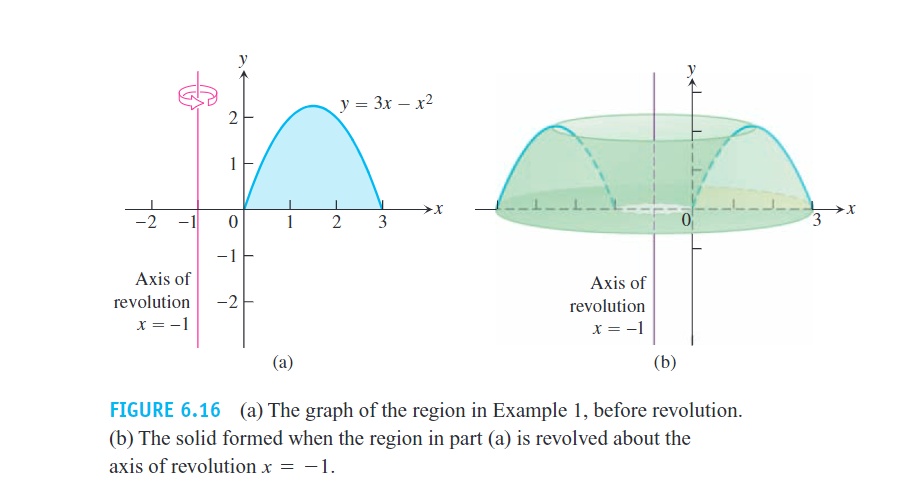 y
y = 3x – x²
2
1
x
−2 −1 0 1 2 3
−1
Axis of
revolution
x = −1
−2
(a)
y
x
0 3
Axis of
revolution
x = −1
(b)
FIGURE 6.16 (a) The graph of the region in Example 1, before revolution.
(b) The solid formed when the region in part (a) is revolved about the
axis of revolution x = −1.